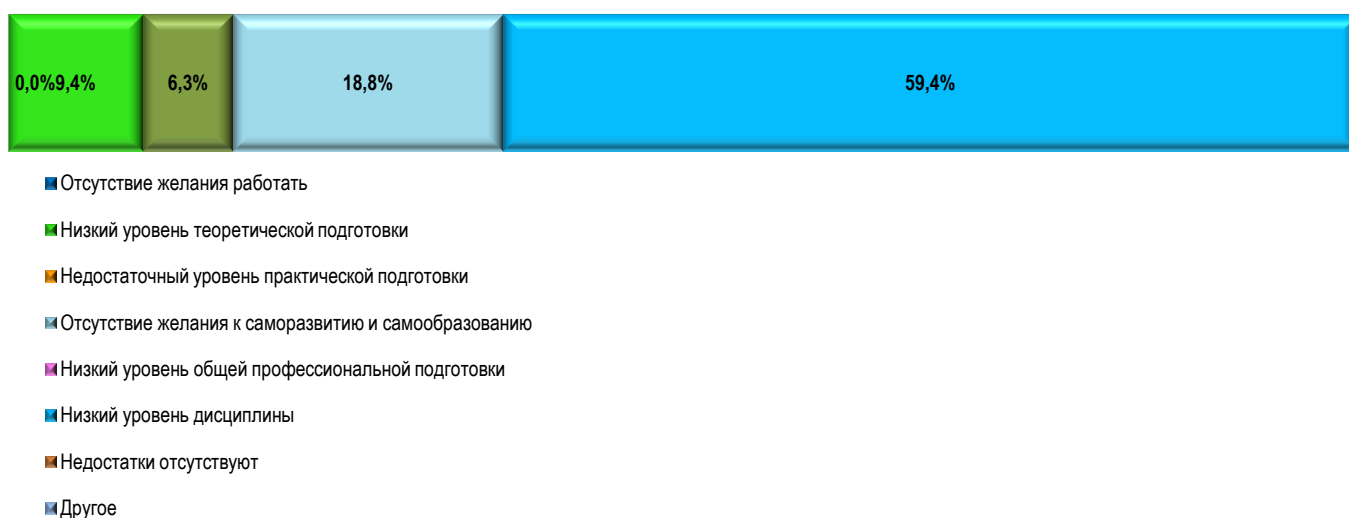 0,0%9,4% 6,3% 18,8% 59,4%
Отсутствие желания работать
Низкий уровень теоретической подготовки
Недостаточный уровень практической подготовки
Отсутствие желания к саморазвитию и самообразованию
Низкий уровень общей профессиональной подготовки
Низкий уровень дисциплины
Недостатки отсутствуют
Другое